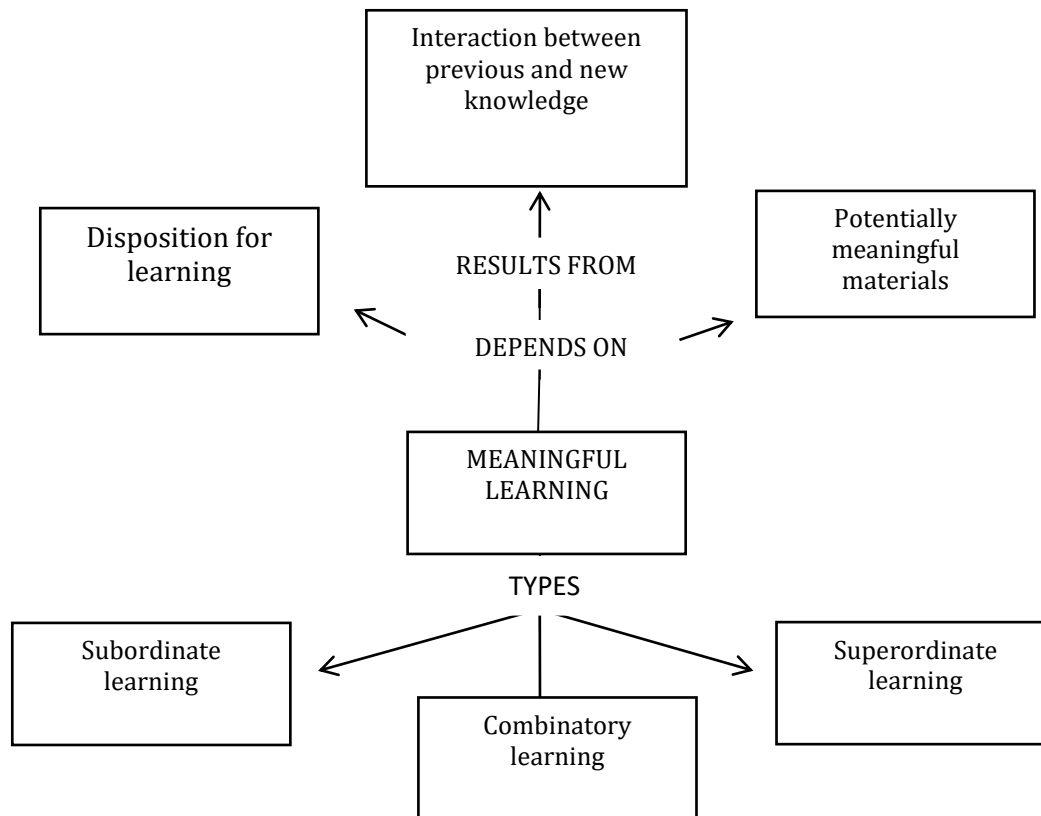 Interaction between
previous and new
knowledge
Disposition for
learning
Potentially
meaningful
materials
RESULTS FROM
DEPENDS ON
MEANINGFUL
LEARNING
TYPES
Subordinate
learning
Combinatory
learning
Superordinate
learning